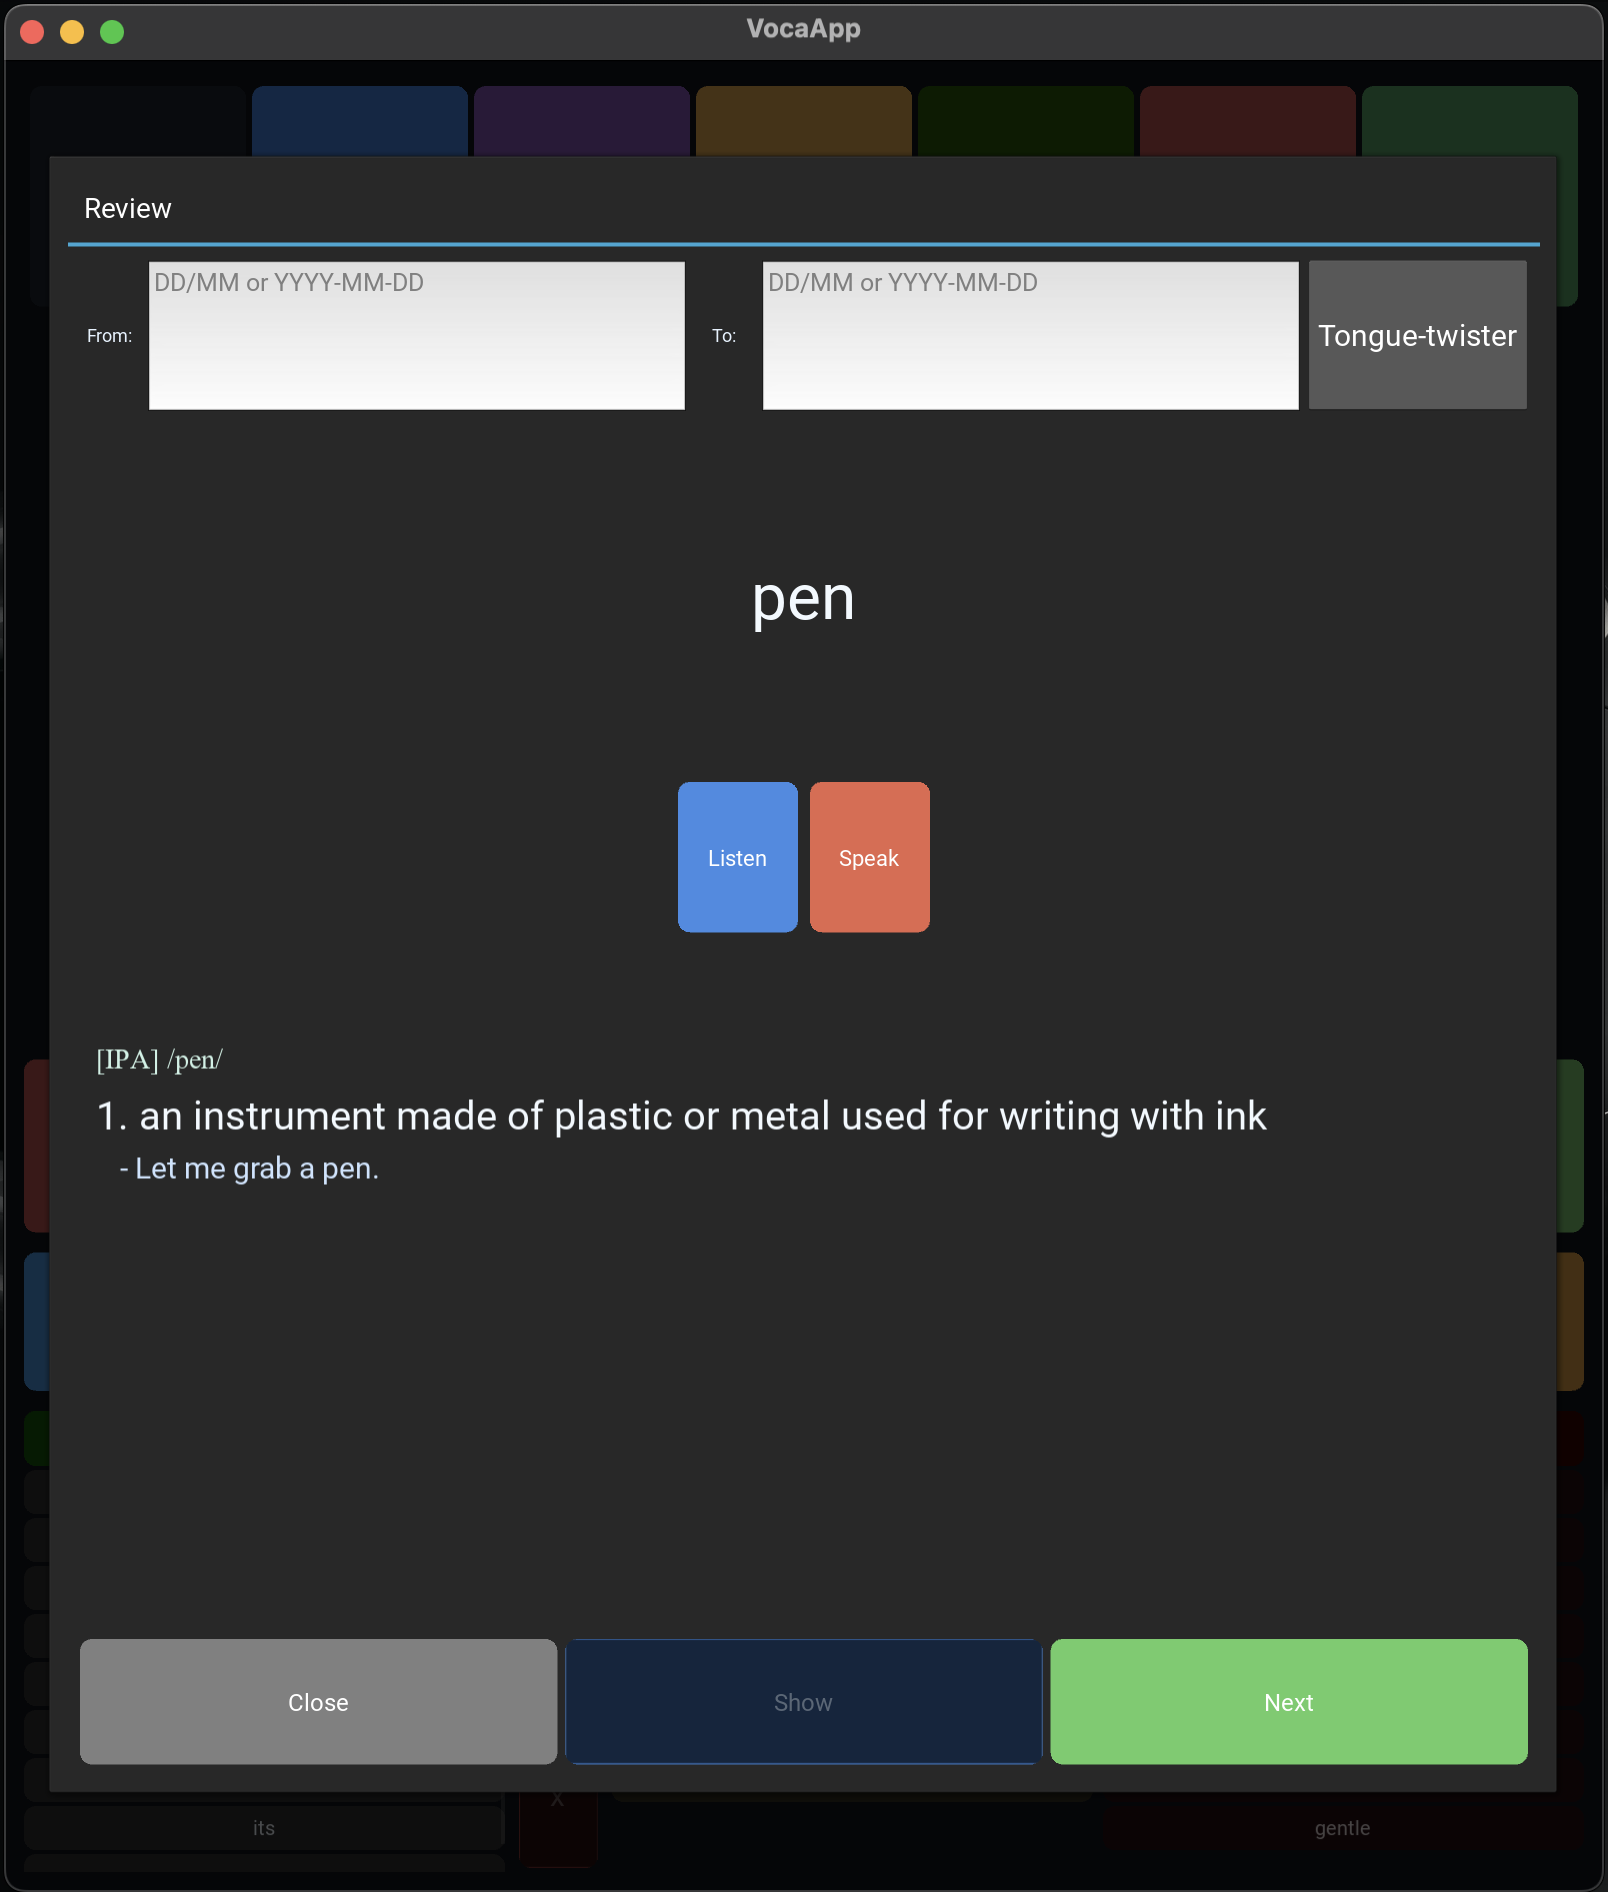 VocaApp
Review
From:
DD/MM or YYYY-MM-DD
To:
DD/MM or YYYY-MM-DD
Tongue-twister
pen
Listen
Speak
[IPA] /pen/
1. an instrument made of plastic or metal used for writing with ink
- Let me grab a pen.
Close
Show
Next
X
its
gentle